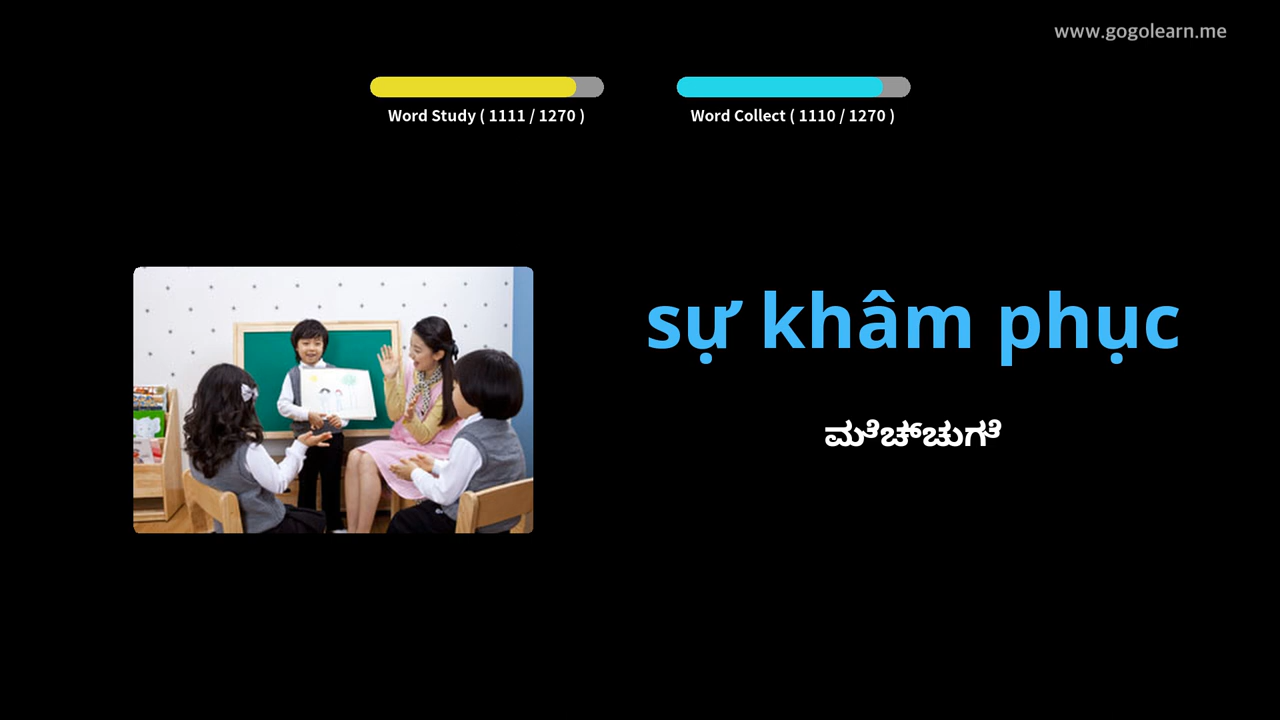 www.gogolearn.me
Word Study ( 1111 / 1270 )
Word Collect ( 1110 / 1270 )
sự khâm phục
ಮೆಚ್ಚುಗೆ